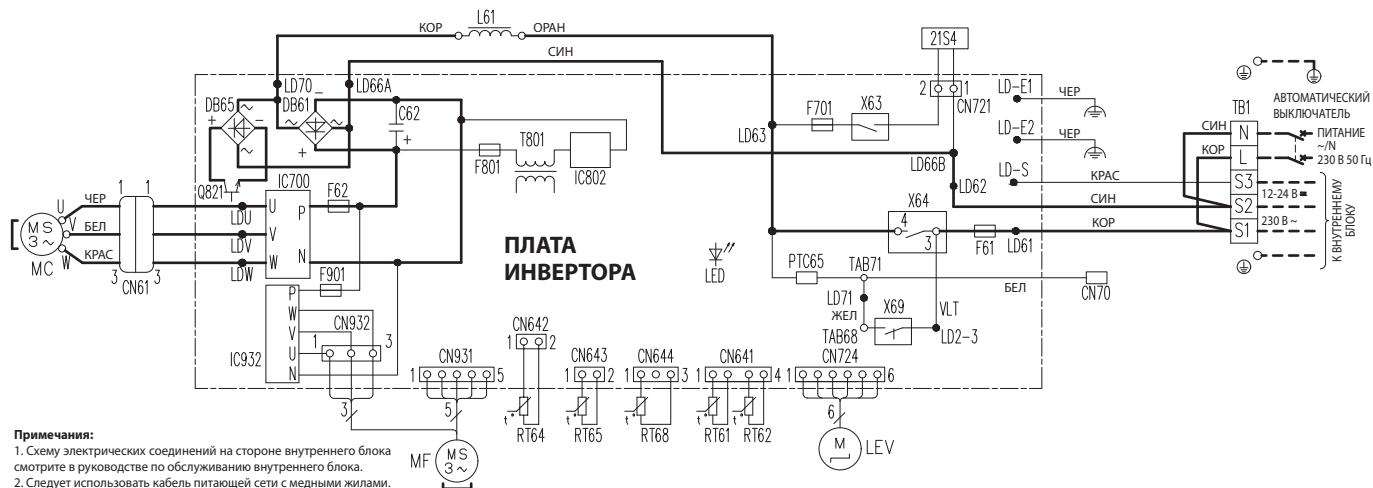 L61
КОР
ОРАН
СИН
21S4
2
1
CN721
LD-E1
ЧЕР
LD-E2
ЧЕР
LD-S
КРАС
TB1
АВТОМАТИЧЕСКИЙ
ВЫКЛЮЧАТЕЛЬ
СИН
N
ПИТАНИЕ
~/N
230 В 50 Гц
КОР
L
S3
12-24 В
S2
230 В ~
S1
К ВНУТРЕННЕМУ
БЛОКУ
LD70
LD66A
DB65
DB61
+
-
~
~
-
~
~
+
C62
+
F801
T801
IC802
LD63
F701
X63
LD66B
LD62
СИН
КОР
X64
4
3
F61
LD61
Q821
IC700
F62
U
P
V
W
N
LDU
LDV
LDW
1
1
ЧЕР
U
V
БЕЛ
W
КРАС
MS
3~
MC
3
3
CN61
F901
ПЛАТА
ИНВЕРТОРА
LED
PTC65
TAB71
БЕЛ
CN70
LD71
ЖЕЛ
X69
VLT
TAB68
LD2-3
P
W
V
U
N
IC932
CN932
1
3
3
CN931
1
5
5
CN642
1
2
t°
RT64
CN643
1
2
t°
RT65
CN644
1
3
t°
RT68
CN641
1
4
t°
RT61
t°
RT62
CN724
1
6
6
M
LEV
MF
MS
3~
Примечания:
1. Схему электрических соединений на стороне внутреннего блока
смотрите в руководстве по обслуживанию внутреннего блока.
2. Следует использовать кабель питающей сети с медными жилами.